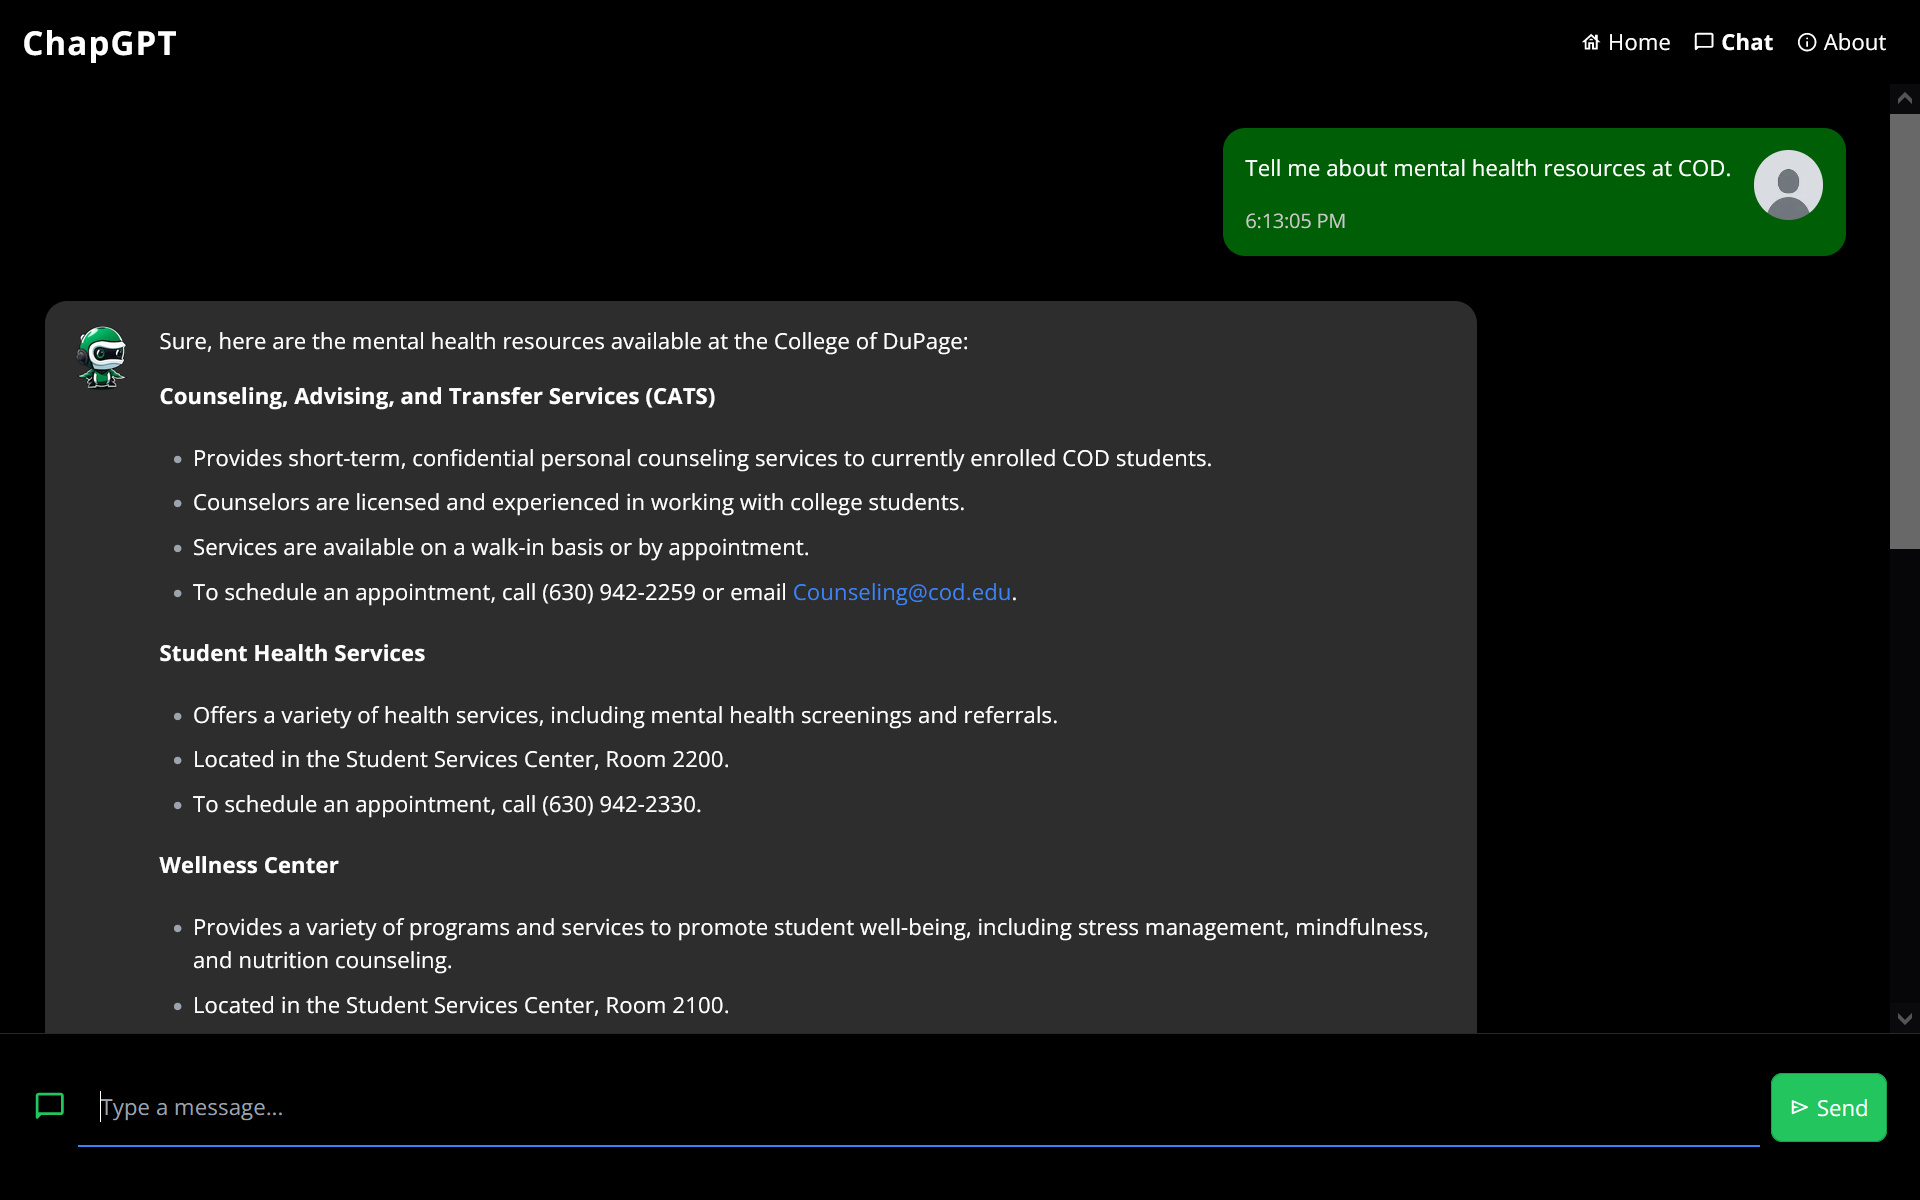 ChapGPT
Home
Chat
About
Tell me about mental health resources at COD.
6:13:05 PM
Sure, here are the mental health resources available at the College of DuPage:
Counseling, Advising, and Transfer Services (CATS)
Provides short-term, confidential personal counseling services to currently enrolled COD students.
Counselors are licensed and experienced in working with college students.
Services are available on a walk-in basis or by appointment.
To schedule an appointment, call (630) 942-2259 or email Counseling@cod.edu.
Student Health Services
Offers a variety of health services, including mental health screenings and referrals.
Located in the Student Services Center, Room 2200.
To schedule an appointment, call (630) 942-2330.
Wellness Center
Provides a variety of programs and services to promote student well-being, including stress management, mindfulness,
and nutrition counseling.
Located in the Student Services Center, Room 2100.
Type a message...
Send